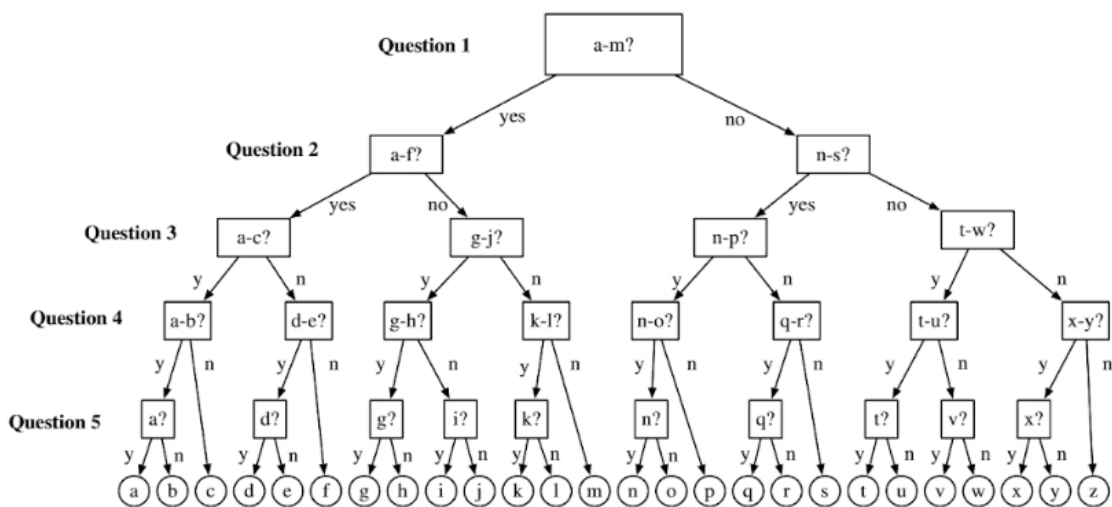 Question 1 a-m?
yes no
Question 2 a-f? n-s?
yes no yes no
Question 3 a-c? g-j? n-p? t-w?
y n y n y n y n
Question 4 a-b? d-e? g-h? k-l? n-o? q-r? t-u? x-y?
y n y n y n y n y n y n y n y n
Question 5 a? d? g? i? k? n? q? t? v? x?
y n y n y n y n y n y n y n y n y n y n
a b c d e f g h i j k l m n o p q r s t u v w x y z